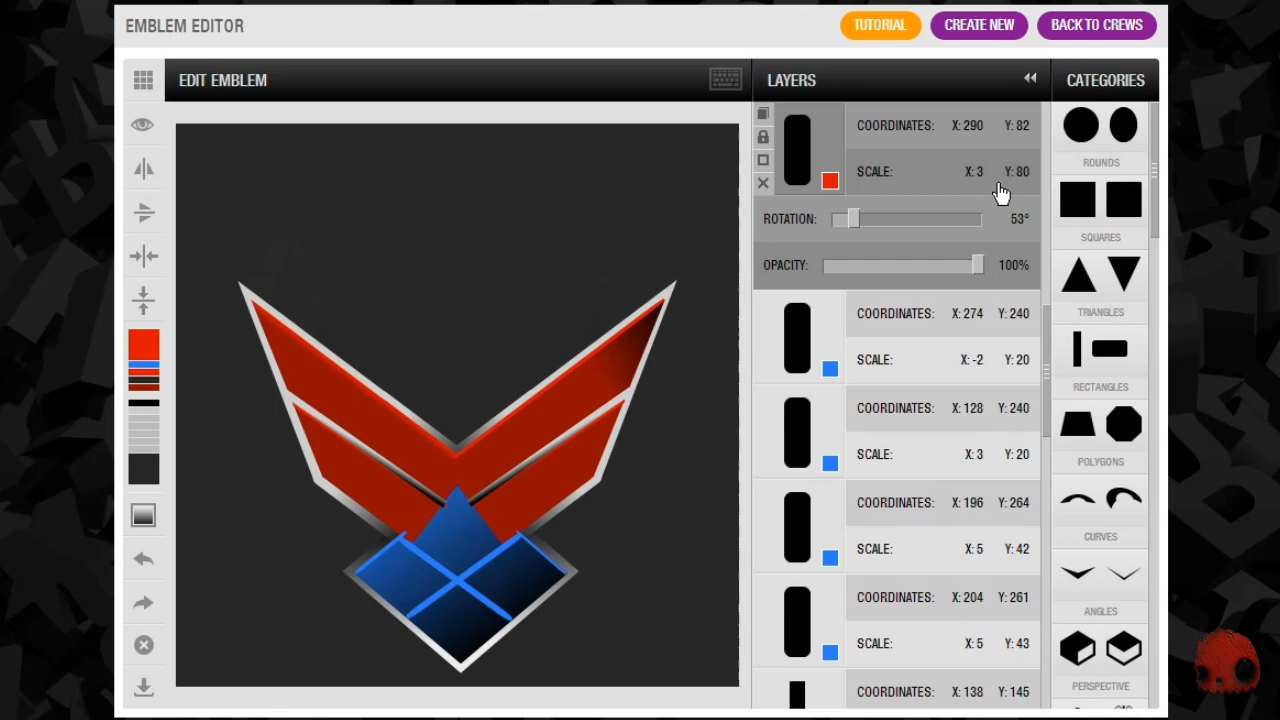 EMBLEM EDITOR
TUTORIAL
CREATE NEW
BACK TO CREWS
EDIT EMBLEM
LAYERS
CATEGORIES
COORDINATES: X: 290 Y: 82
SCALE: X: 3 Y: 80
ROTATION: 53°
OPACITY: 100%
COORDINATES: X: 274 Y: 240
SCALE: X: -2 Y: 20
COORDINATES: X: 128 Y: 240
SCALE: X: 3 Y: 20
COORDINATES: X: 196 Y: 264
SCALE: X: 5 Y: 42
COORDINATES: X: 204 Y: 261
SCALE: X: 5 Y: 43
COORDINATES: X: 138 Y: 145
ROUNDS
SQUARES
TRIANGLES
RECTANGLES
POLYGONS
CURVES
ANGLES
PERSPECTIVE